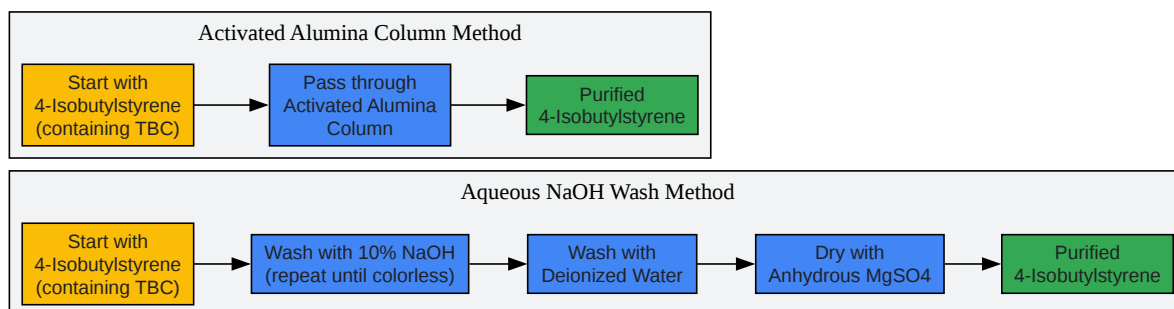 Activated Alumina Column Method
Start with
4-Isobutylstyrene
(containing TBC)
Pass through
Activated Alumina
Column
Purified
4-Isobutylstyrene
Aqueous NaOH Wash Method
Start with
4-Isobutylstyrene
(containing TBC)
Wash with 10% NaOH
(repeat until colorless)
Wash with
Deionized Water
Dry with
Anhydrous MgSO4
Purified
4-Isobutylstyrene